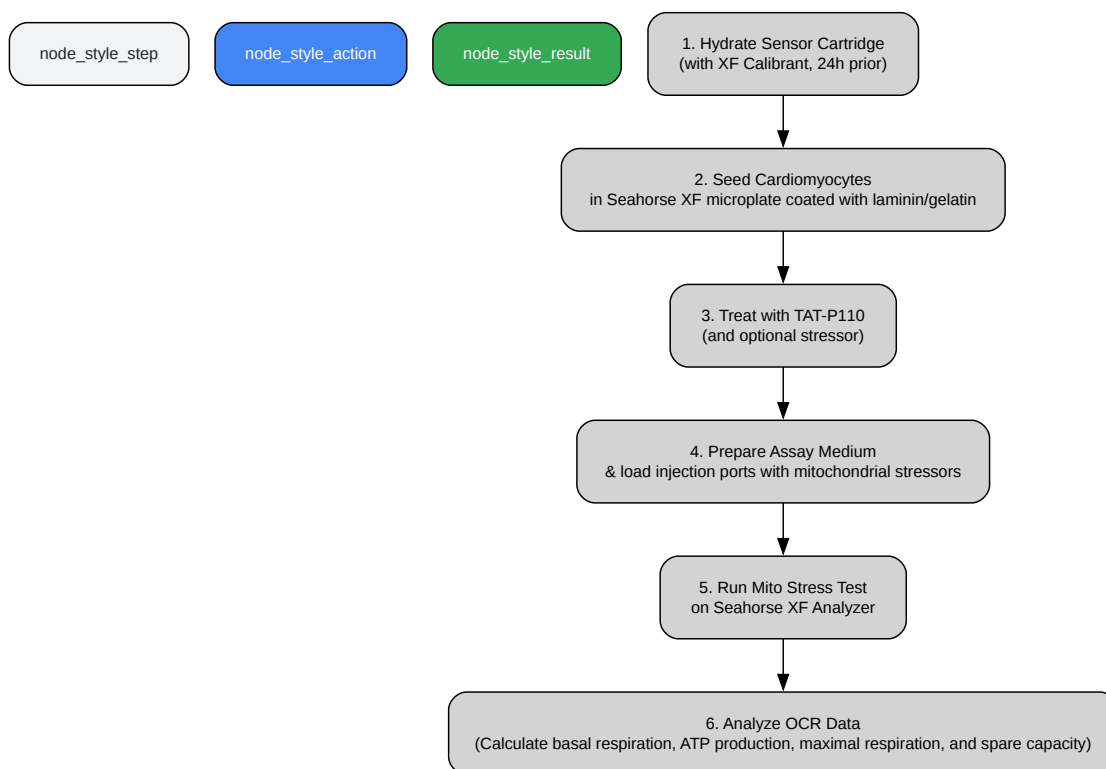 node_style_step
node_style_action
node_style_result
1. Hydrate Sensor Cartridge
(with XF Calibrant, 24h prior)
2. Seed Cardiomyocytes
in Seahorse XF microplate coated with laminin/gelatin
3. Treat with TAT-P110
(and optional stressor)
4. Prepare Assay Medium
& load injection ports with mitochondrial stressors
5. Run Mito Stress Test
on Seahorse XF Analyzer
6. Analyze OCR Data
(Calculate basal respiration, ATP production, maximal respiration, and spare capacity)